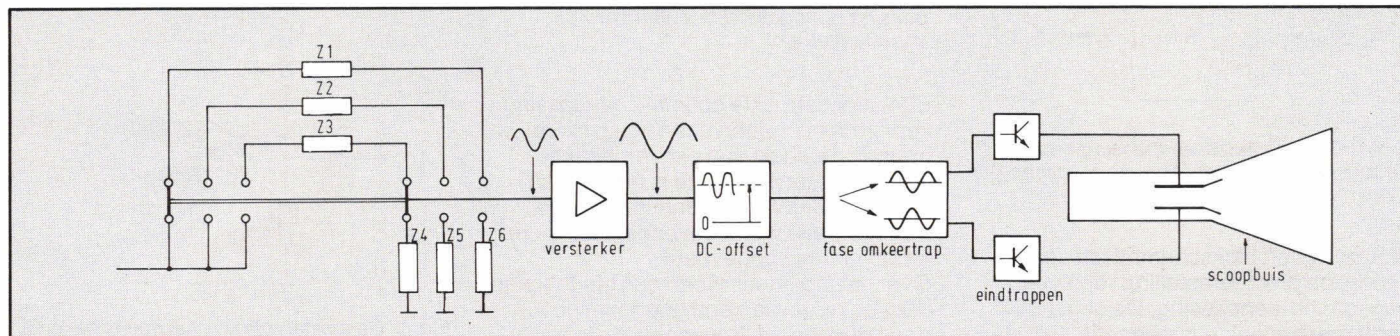 Z1
Z2
Z3
Z4 Z5 Z6
versterker
DC-offset
0
fase omkeertrap
eindtrappen
scoopbuis